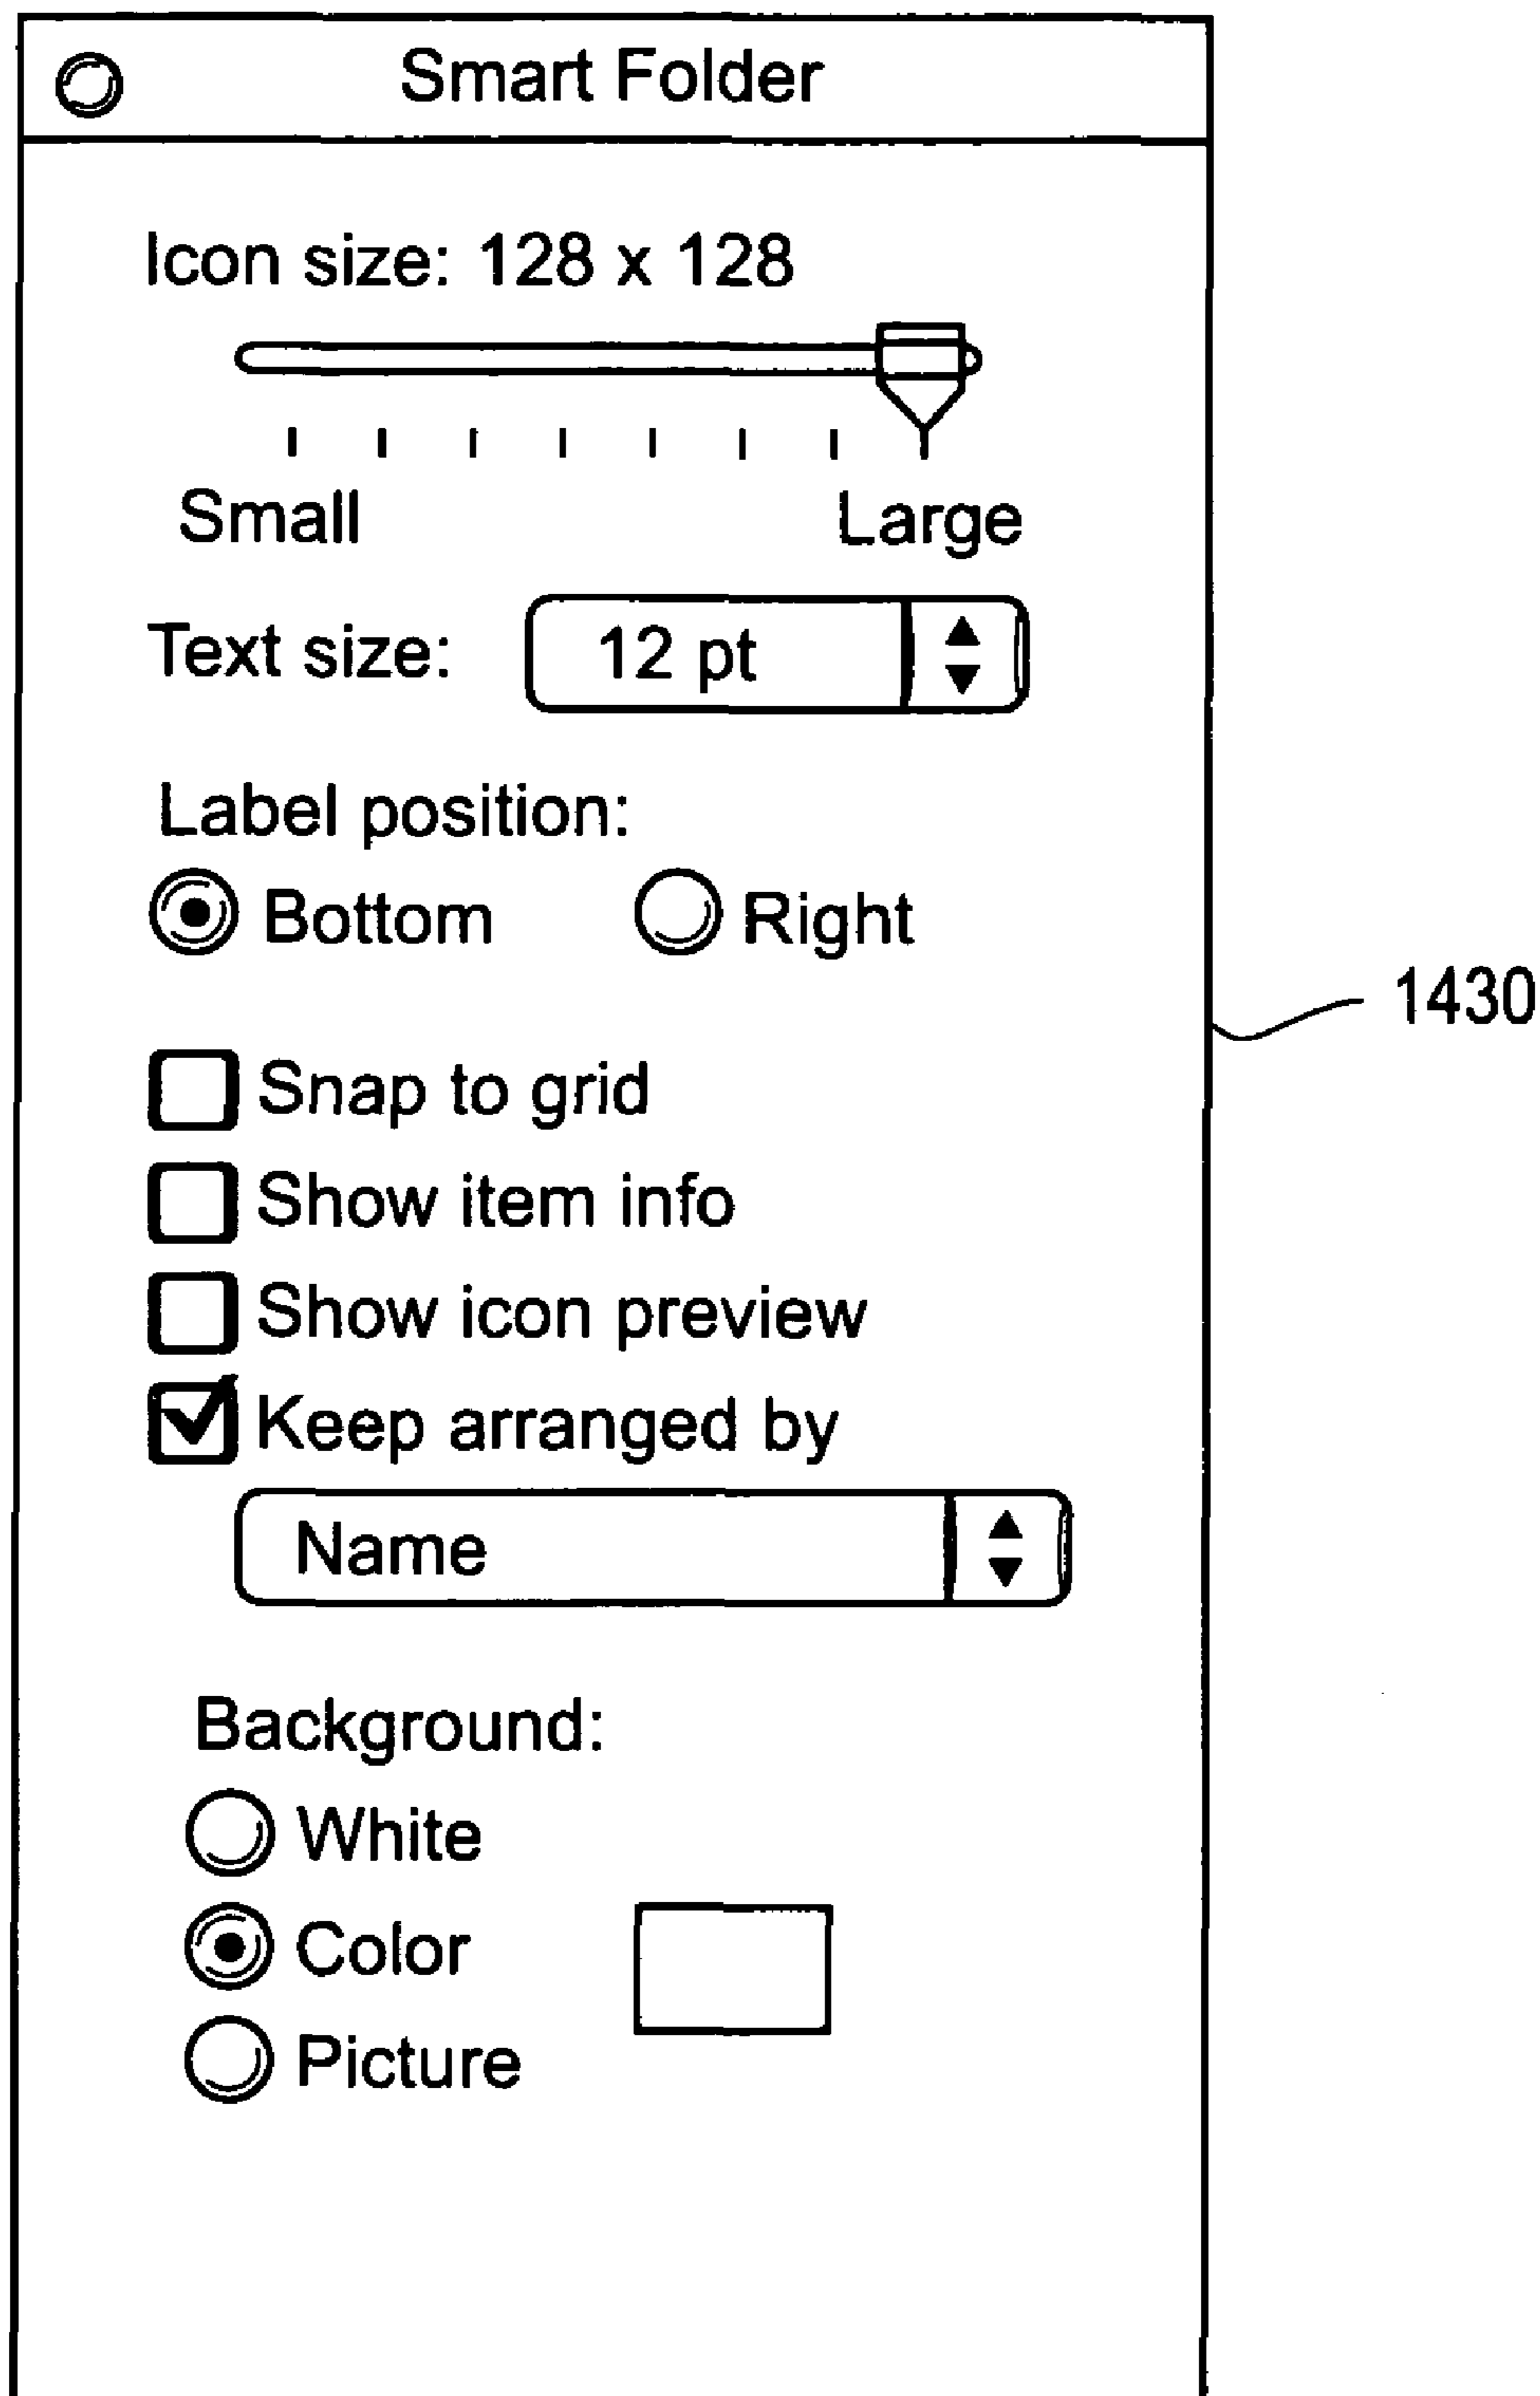 Smart Folder
Icon size: 128 x 128
Small Large
Text size: 12 pt
Label position:
Bottom Right
1430
Snap to grid
Show item info
Show icon preview
Keep arranged by
Name
Background:
White
Color
Picture